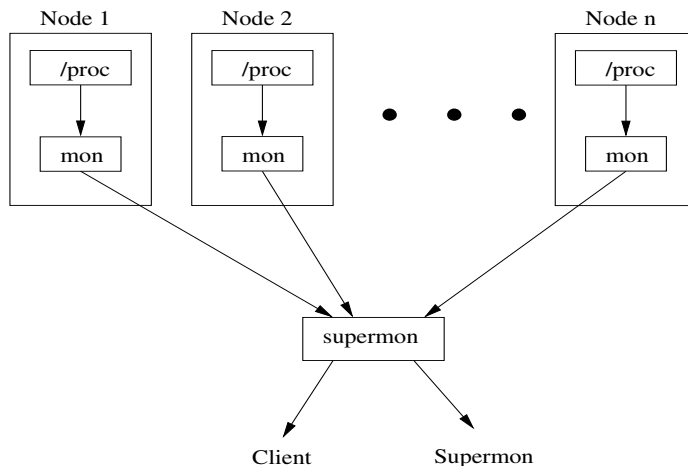 Node 1
Node 2
Node n
/proc
/proc
/proc
mon
mon
mon
supermon
Client
Supermon